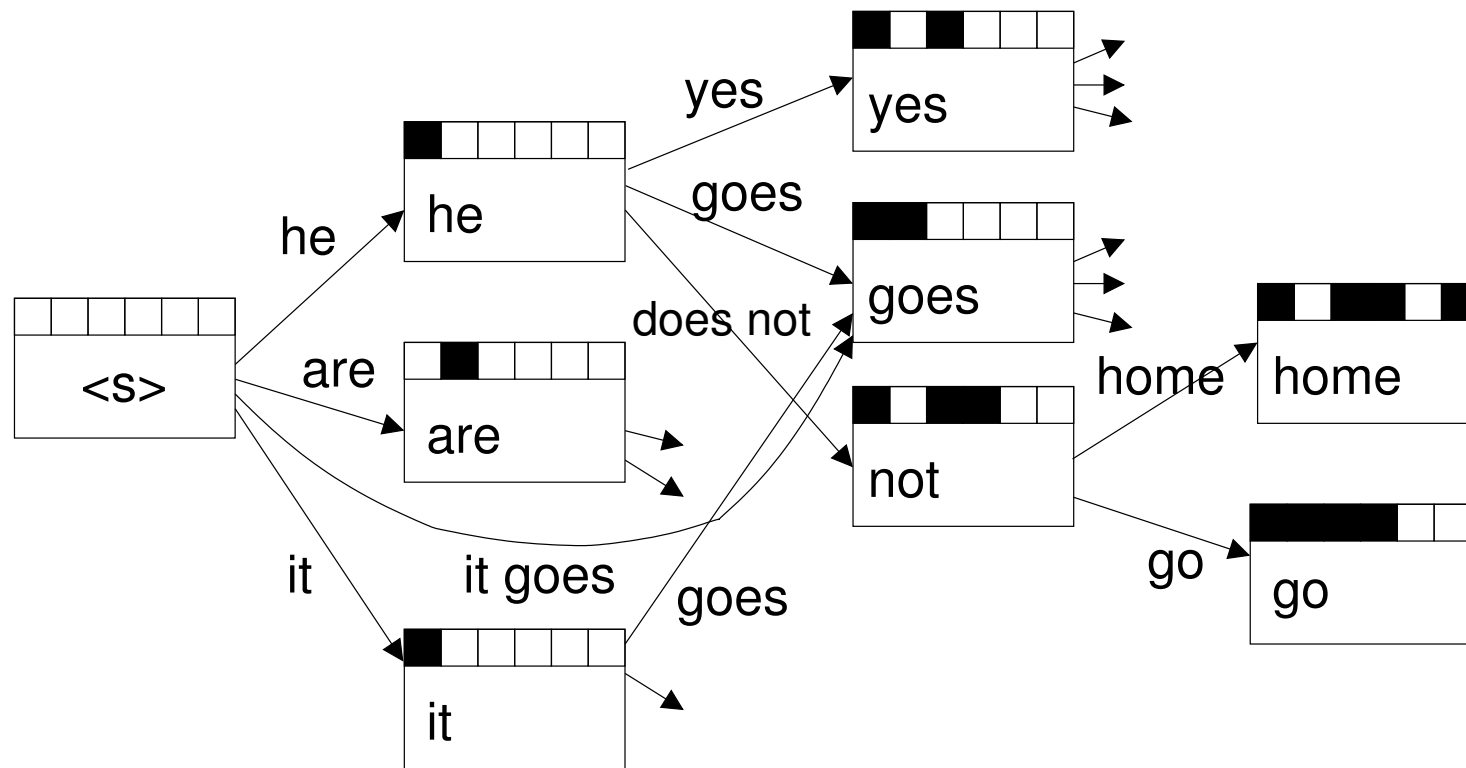 yes
yes
he
goes
he
goes
<s>
does not
are
are
home
home
not
it
it goes
goes
go
go
it